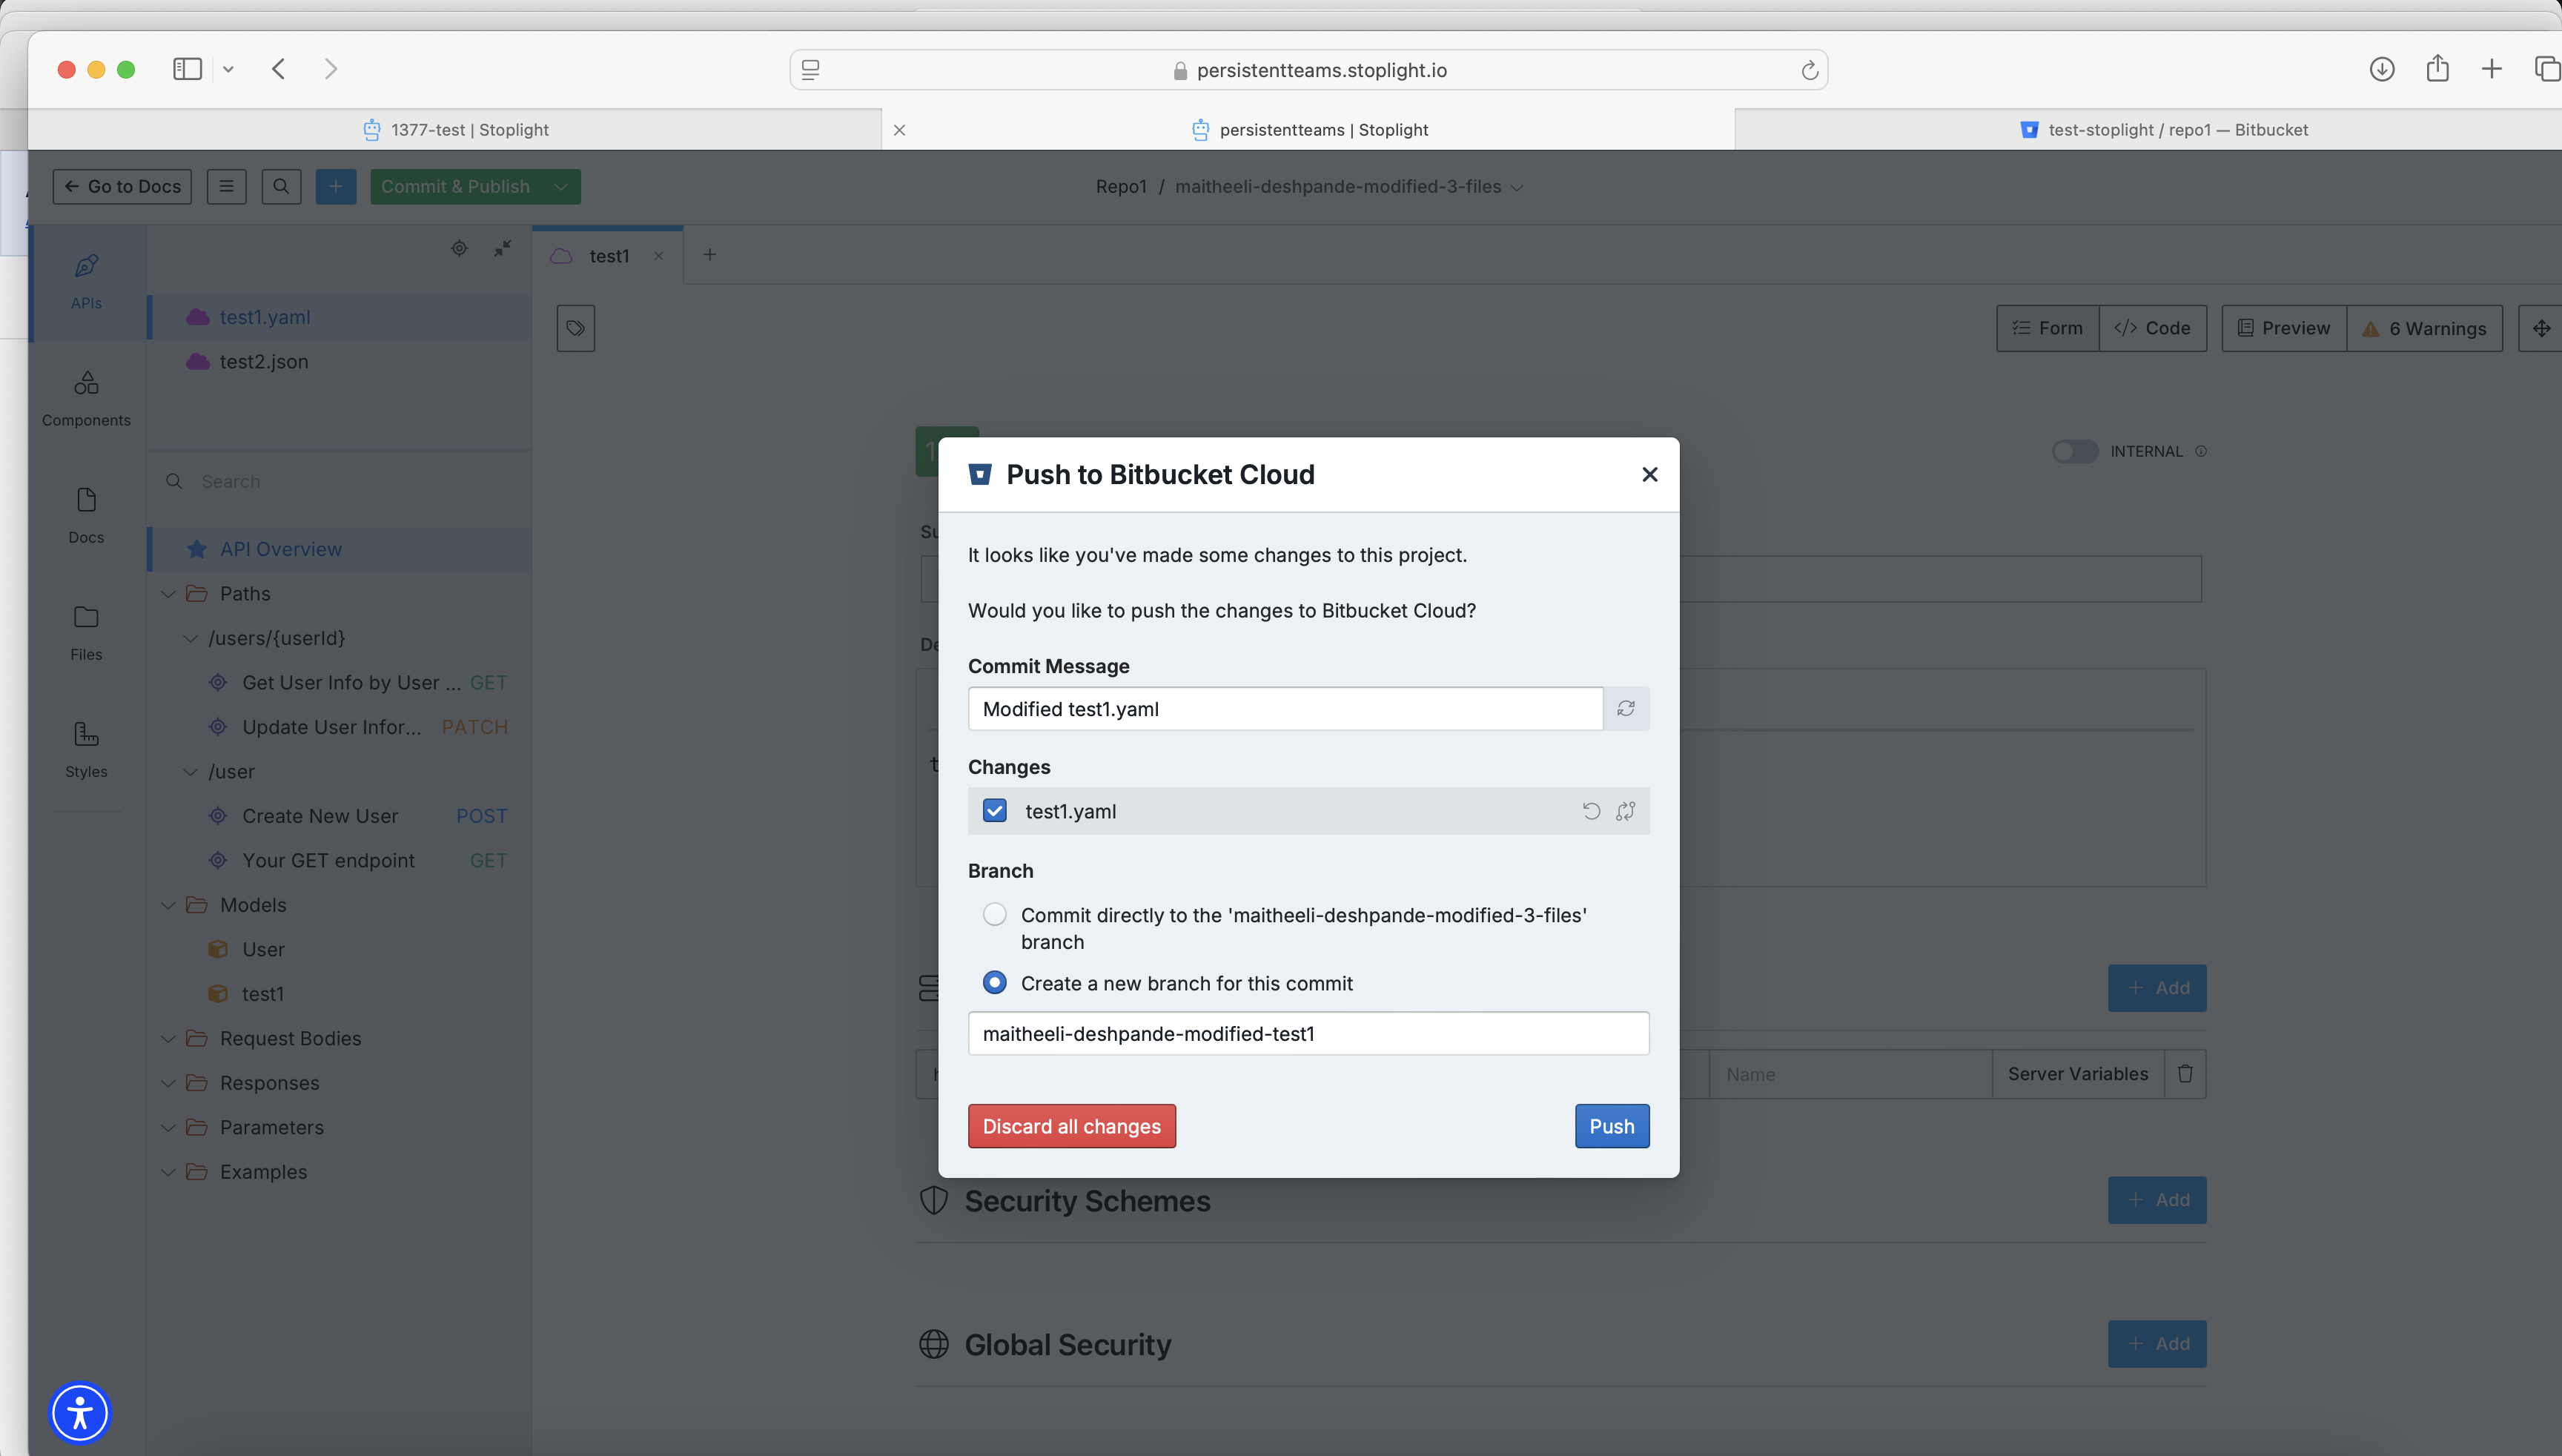 persistentteams.stoplight.io
1377-test | Stoplight
persistentteams | Stoplight
test-stoplight / repo1 — Bitbucket
Go to Docs
Commit & Publish
Repo1 / maitheeli-deshpande-modified-3-files
APIs
Components
Docs
Files
Styles
test1.yaml
test2.json
Search
API Overview
Paths
/users/{userId}
Get User Info by User ... GET
Update User Infor... PATCH
/user
Create New User POST
Your GET endpoint GET
Models
User
test1
Request Bodies
Responses
Parameters
Examples
test1
Form
</> Code
Preview
6 Warnings
INTERNAL
Push to Bitbucket Cloud
It looks like you've made some changes to this project.
Would you like to push the changes to Bitbucket Cloud?
Commit Message
Modified test1.yaml
Changes
test1.yaml
Branch
Commit directly to the 'maitheeli-deshpande-modified-3-files'
branch
Create a new branch for this commit
maitheeli-deshpande-modified-test1
Discard all changes
Push
+ Add
Name
Server Variables
Security Schemes
+ Add
Global Security
+ Add